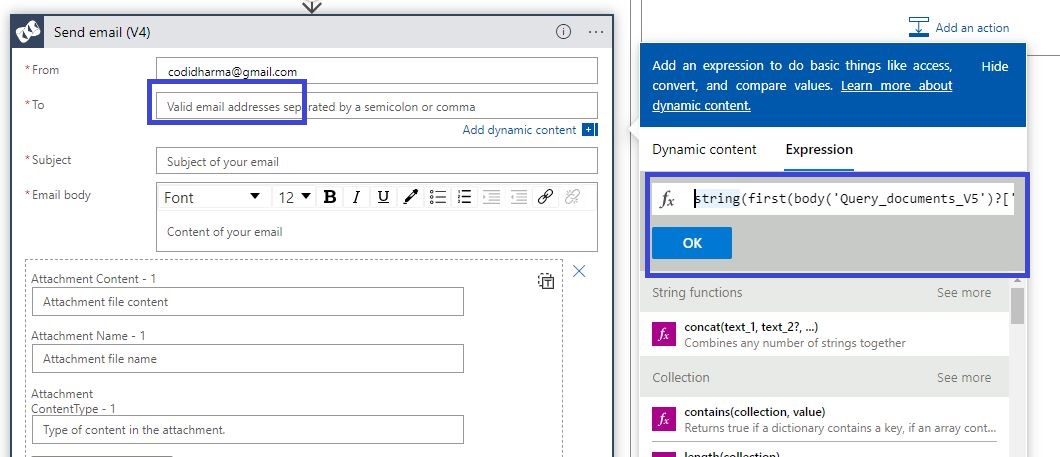 Send email (V4)
* From
codidharma@gmail.com
* To
Valid email addresses separated by a semicolon or comma
Add dynamic content
* Subject
Subject of your email
* Email body
Font
12
B
I
U
Content of your email
Attachment Content - 1
Attachment file content
Attachment Name - 1
Attachment file name
Attachment
ContentType - 1
Type of content in the attachment.
Add an action
Add an expression to do basic things like access,
Hide
convert, and compare values. Learn more about
dynamic content.
Dynamic content
Expression
fx
string(first(body('Query_documents_V5')?['
OK
String functions
See more
fx
concat(text_1, text_2?, ...)
Combines any number of strings together
Collection
See more
fx
contains(collection, value)
Returns true if a dictionary contains a key, if an array cont...
length(collection)